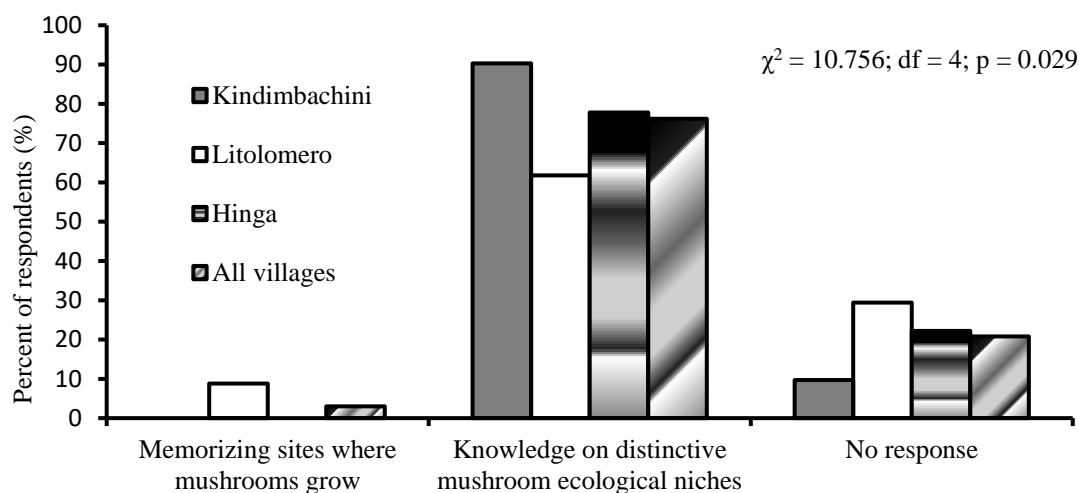 100
90
80
70
60
50
40
30
20
10
0
Percent of respondents (%)
χ² = 10.756; df = 4; p = 0.029
Kindimbachini
Litolomero
Hinga
All villages
Memorizing sites where
mushrooms grow
Knowledge on distinctive
mushroom ecological niches
No response